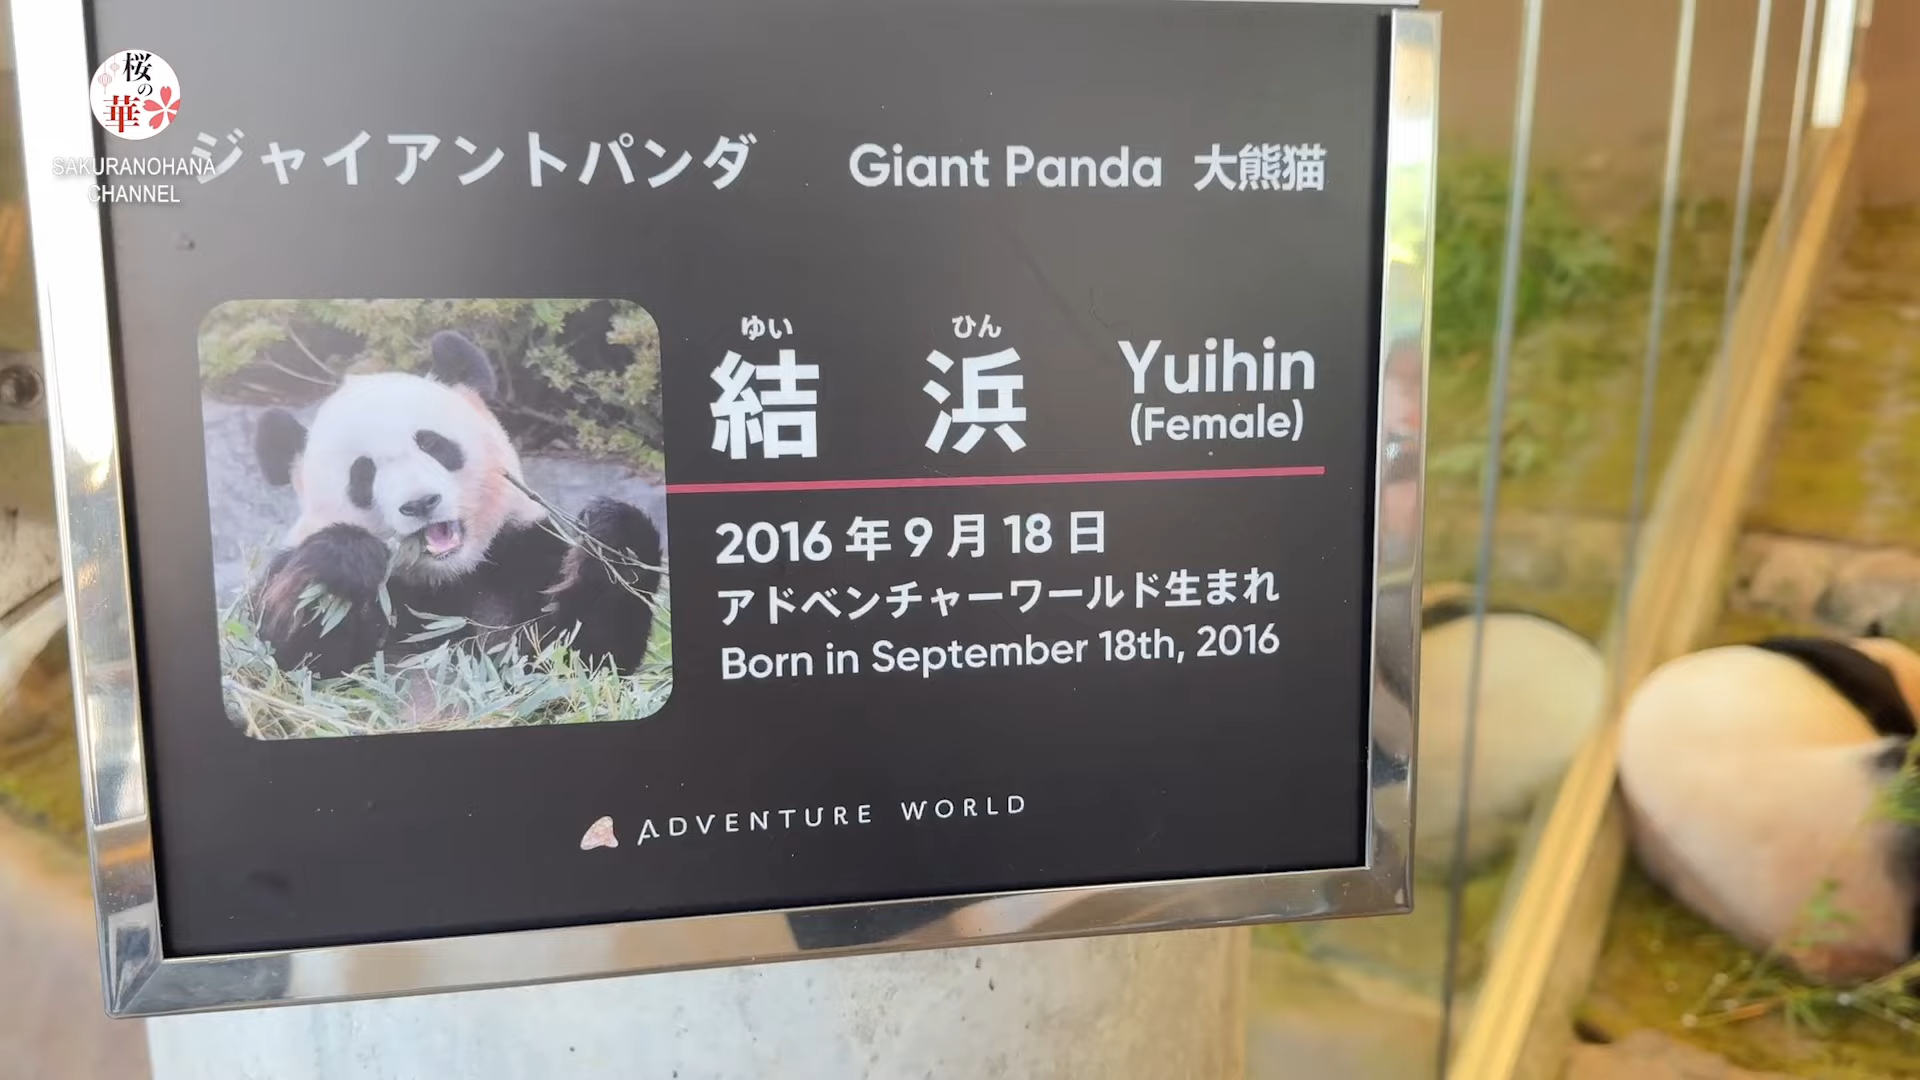 桜の華
SAKURANOHANA
CHANNEL
ジャイアントパンダ Giant Panda 大熊猫
ゆい ひん
結 浜 Yuihin
(Female)
2016年9月18日
アドベンチャーワールド生まれ
Born in September 18th, 2016
ADVENTURE WORLD